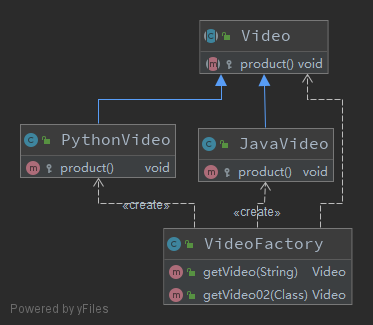 Video
product() void
PythonVideo
product() void
JavaVideo
product() void
«create»
«create»
VideoFactory
getVideo(String) Video
getVideo02(Class) Video
Powered by yFiles